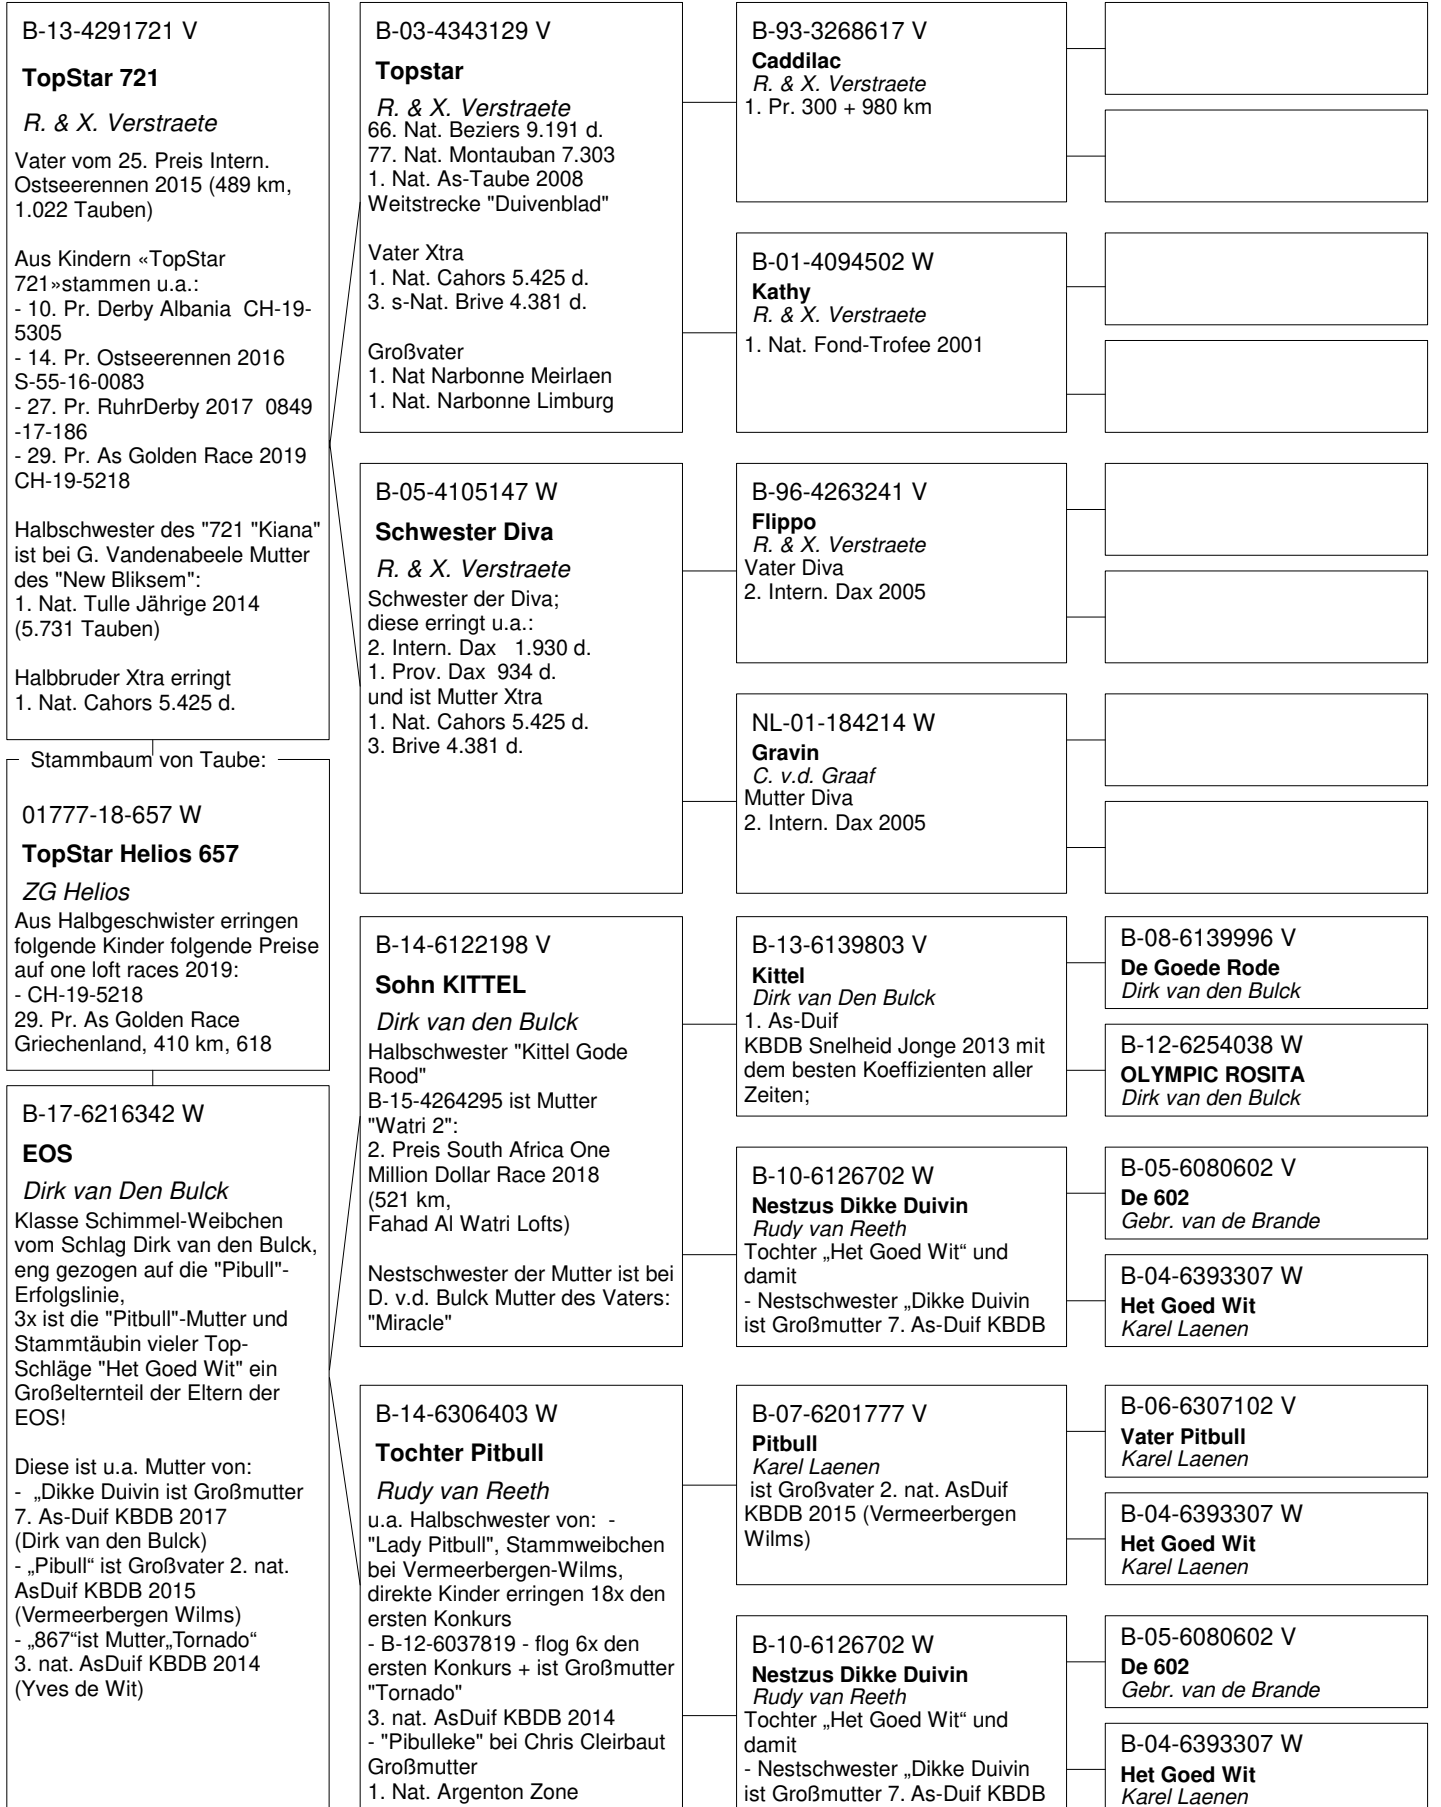 B-13-4291721 V
TopStar 721
R. & X. Verstraete
Vater vom 25. Preis Intern.
Ostseerennen 2015 (489 km,
1.022 Tauben)
Aus Kindern «TopStar
721»stammen u.a.:
- 10. Pr. Derby Albania  CH-19-
5305
- 14. Pr. Ostseerennen 2016
S-55-16-0083
- 27. Pr. RuhrDerby 2017  0849
-17-186
- 29. Pr. As Golden Race 2019
CH-19-5218
Halbschwester des "721 "Kiana"
ist bei G. Vandenabeele Mutter
des "New Bliksem":
1. Nat. Tulle Jährige 2014
(5.731 Tauben)
Halbbruder Xtra erringt
1. Nat. Cahors 5.425 d.
Stammbaum von Taube:
01777-18-657 W
TopStar Helios 657
ZG Helios
Aus Halbgeschwister erringen
folgende Kinder folgende Preise
auf one loft races 2019:
- CH-19-5218
29. Pr. As Golden Race
Griechenland, 410 km, 618
B-17-6216342 W
EOS
Dirk van Den Bulck
Klasse Schimmel-Weibchen
vom Schlag Dirk van den Bulck,
eng gezogen auf die "Pibull"-
Erfolgslinie,
3x ist die "Pitbull"-Mutter und
Stammtäubin vieler Top-
Schläge "Het Goed Wit" ein
Großelternteil der Eltern der
EOS!
Diese ist u.a. Mutter von:
-  „Dikke Duivin ist Großmutter
7. As-Duif KBDB 2017
(Dirk van den Bulck)
- „Pibull“ ist Großvater 2. nat.
AsDuif KBDB 2015
(Vermeerbergen Wilms)
- „867“ist Mutter„Tornado“
3. nat. AsDuif KBDB 2014
(Yves de Wit)
B-03-4343129 V
Topstar
R. & X. Verstraete
66. Nat. Beziers 9.191 d.
77. Nat. Montauban 7.303
1. Nat. As-Taube 2008
Weitstrecke "Duivenblad"
Vater Xtra
1. Nat. Cahors 5.425 d.
3. s-Nat. Brive 4.381 d.
Großvater
1. Nat Narbonne Meirlaen
1. Nat. Narbonne Limburg
B-05-4105147 W
Schwester Diva
R. & X. Verstraete
Schwester der Diva;
diese erringt u.a.:
2. Intern. Dax   1.930 d.
1. Prov. Dax  934 d.
und ist Mutter Xtra
1. Nat. Cahors 5.425 d.
3. Brive 4.381 d.
B-14-6122198 V
Sohn KITTEL
Dirk van den Bulck
Halbschwester "Kittel Gode
Rood"
B-15-4264295 ist Mutter
"Watri 2":
2. Preis South Africa One
Million Dollar Race 2018
(521 km,
Fahad Al Watri Lofts)
Nestschwester der Mutter ist bei
D. v.d. Bulck Mutter des Vaters:
"Miracle"
B-14-6306403 W
Tochter Pitbull
Rudy van Reeth
u.a. Halbschwester von:  -
"Lady Pitbull", Stammweibchen
bei Vermeerbergen-Wilms,
direkte Kinder erringen 18x den
ersten Konkurs
- B-12-6037819 - flog 6x den
ersten Konkurs + ist Großmutter
"Tornado"
3. nat. AsDuif KBDB 2014
- "Pibulleke" bei Chris Cleirbaut
Großmutter
1. Nat. Argenton Zone
B-93-3268617 V
Caddilac
R. & X. Verstraete
1. Pr. 300 + 980 km
B-01-4094502 W
Kathy
R. & X. Verstraete
1. Nat. Fond-Trofee 2001
B-96-4263241 V
Flippo
R. & X. Verstraete
Vater Diva
2. Intern. Dax 2005
NL-01-184214 W
Gravin
C. v.d. Graaf
Mutter Diva
2. Intern. Dax 2005
B-13-6139803 V
Kittel
Dirk van Den Bulck
1. As-Duif
KBDB Snelheid Jonge 2013 mit
dem besten Koeffizienten aller
Zeiten;
B-10-6126702 W
Nestzus Dikke Duivin
Rudy van Reeth
Tochter „Het Goed Wit“ und
damit
- Nestschwester „Dikke Duivin
ist Großmutter 7. As-Duif KBDB
B-07-6201777 V
Pitbull
Karel Laenen
ist Großvater 2. nat. AsDuif
KBDB 2015 (Vermeerbergen
Wilms)
B-10-6126702 W
Nestzus Dikke Duivin
Rudy van Reeth
Tochter „Het Goed Wit“ und
damit
- Nestschwester „Dikke Duivin
ist Großmutter 7. As-Duif KBDB
B-08-6139996 V
De Goede Rode
Dirk van den Bulck
B-12-6254038 W
OLYMPIC ROSITA
Dirk van den Bulck
B-05-6080602 V
De 602
Gebr. van de Brande
B-04-6393307 W
Het Goed Wit
Karel Laenen
B-06-6307102 V
Vater Pitbull
Karel Laenen
B-04-6393307 W
Het Goed Wit
Karel Laenen
B-05-6080602 V
De 602
Gebr. van de Brande
B-04-6393307 W
Het Goed Wit
Karel Laenen